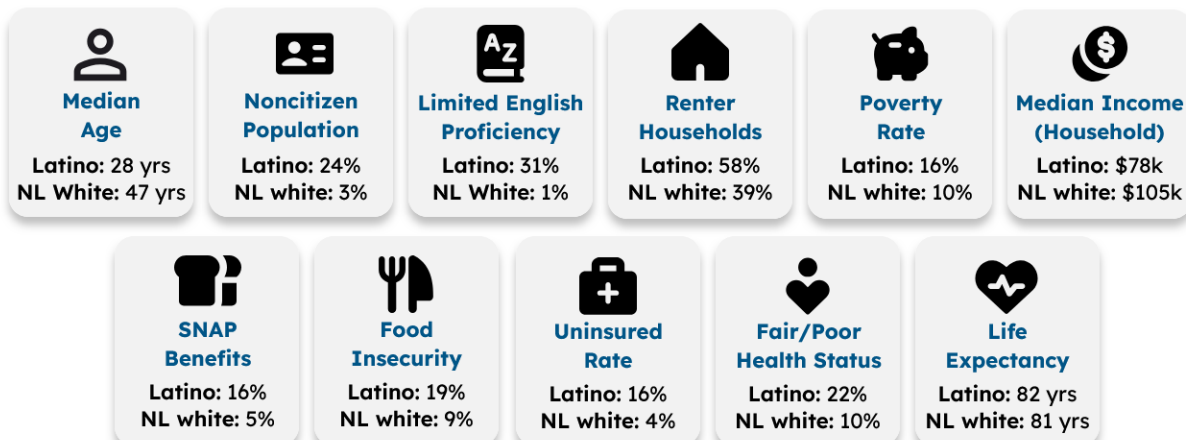 A Z
$
Median
Age
Latino: 28 yrs
NL White: 47 yrs
Noncitizen
Population
Latino: 24%
NL white: 3%
Limited English
Proficiency
Latino: 31%
NL White: 1%
Renter
Households
Latino: 58%
NL white: 39%
Poverty
Rate
Latino: 16%
NL white: 10%
Median Income
(Household)
Latino: $78k
NL white: $105k
SNAP
Benefits
Latino: 16%
NL white: 5%
Food
Insecurity
Latino: 19%
NL white: 9%
Uninsured
Rate
Latino: 16%
NL white: 4%
Fair/Poor
Health Status
Latino: 22%
NL white: 10%
Life
Expectancy
Latino: 82 yrs
NL white: 81 yrs